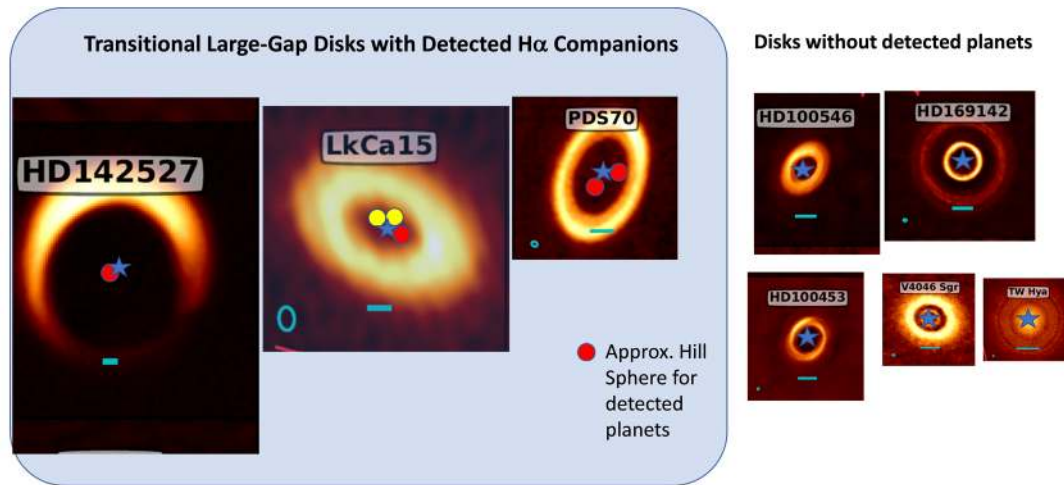 Transitional Large-Gap Disks with Detected Hα Companions
Disks without detected planets
HD142527
LkCa15
PDS70
HD100546
HD169142
HD100453
V4046 Sgr
TW Hya
Approx. Hill
Sphere for
detected
planets